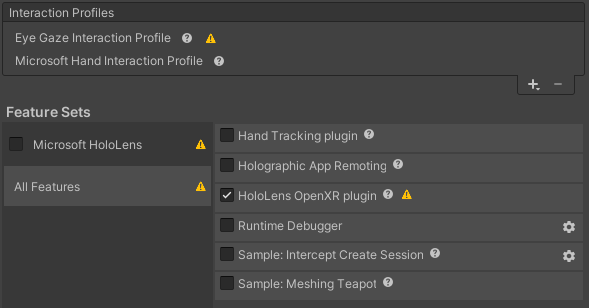 Interaction Profiles
Eye Gaze Interaction Profile
Microsoft Hand Interaction Profile
Feature Sets
Microsoft HoloLens
All Features
Hand Tracking plugin
Holographic App Remoting
HoloLens OpenXR plugin
Runtime Debugger
Sample: Intercept Create Session
Sample: Meshing Teapot